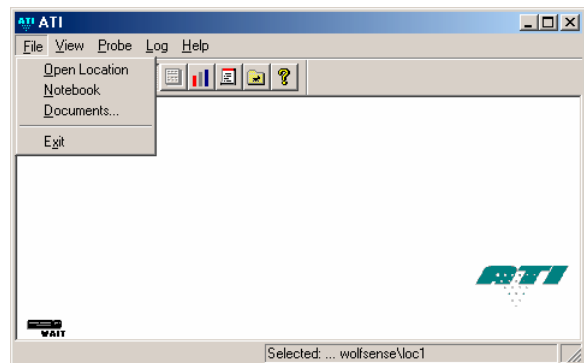 ATI ATI
File View Probe Log Help
Open Location
Notebook
Documents...
Exit
ATI
WAIT
Selected: ... wolfsense\loc1